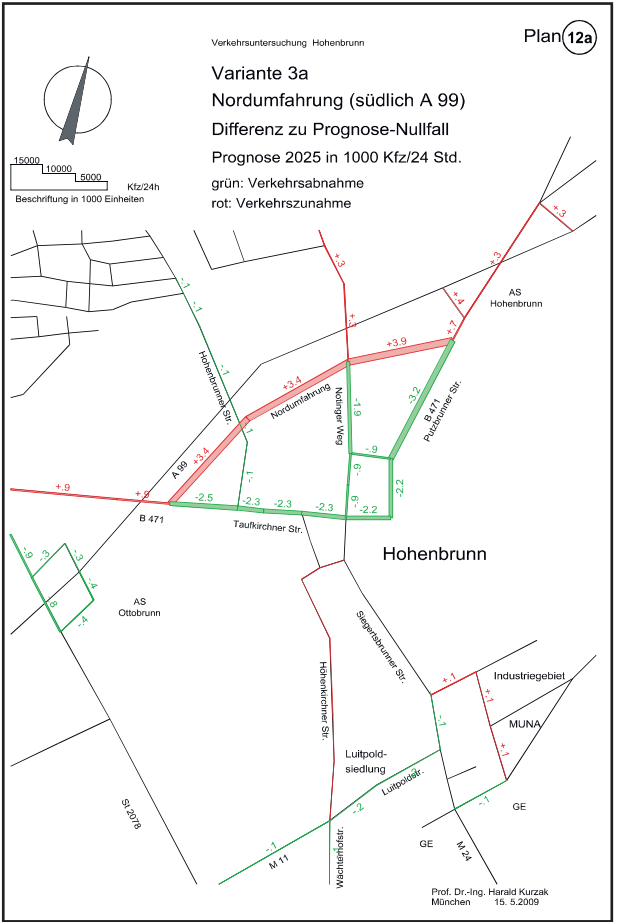 Plan 12a
Verkehrsuntersuchung Hohenbrunn
Variante 3a
Nordumfahrung (südlich A 99)
Differenz zu Prognose-Nullfall
Prognose 2025 in 1000 Kfz/24 Std.
grün: Verkehrsabnahme
rot: Verkehrszunahme
15000
10000
5000
Kfz/24h
Beschriftung in 1000 Einheiten
+.3
+.3
+.3
+.3
+.4
+.7
AS
Hohenbrunn
-.1
-.1
-.1
Hohenbrunner Str.
+3.9
+3.4
Nordumfahrung
+3.4
A 99
Notinger Weg
-1.9
-3.2
B 471
Putzbrunner Str.
-.1
-.9
-.9
-.9
-2.2
-2.2
+.9
+.9
B 471
-2.5
-2.3
-2.3
-2.3
Taufkirchner Str.
Hohenbrunn
-.9
-.3
-.3
-.4
-.4
.8
AS
Ottobrunn
St 2078
Siegertsbrunner Str.
Höhenkirchner Str.
+.1
+.1
+.1
-.1
-.1
Industriegebiet
MUNA
GE
GE
M 24
Luitpold-
siedlung
Luitpoldstr.
-.2
-.1
M 11
Wächterhofstr.
Prof. Dr.-Ing. Harald Kurzak
München 15. 5.2009